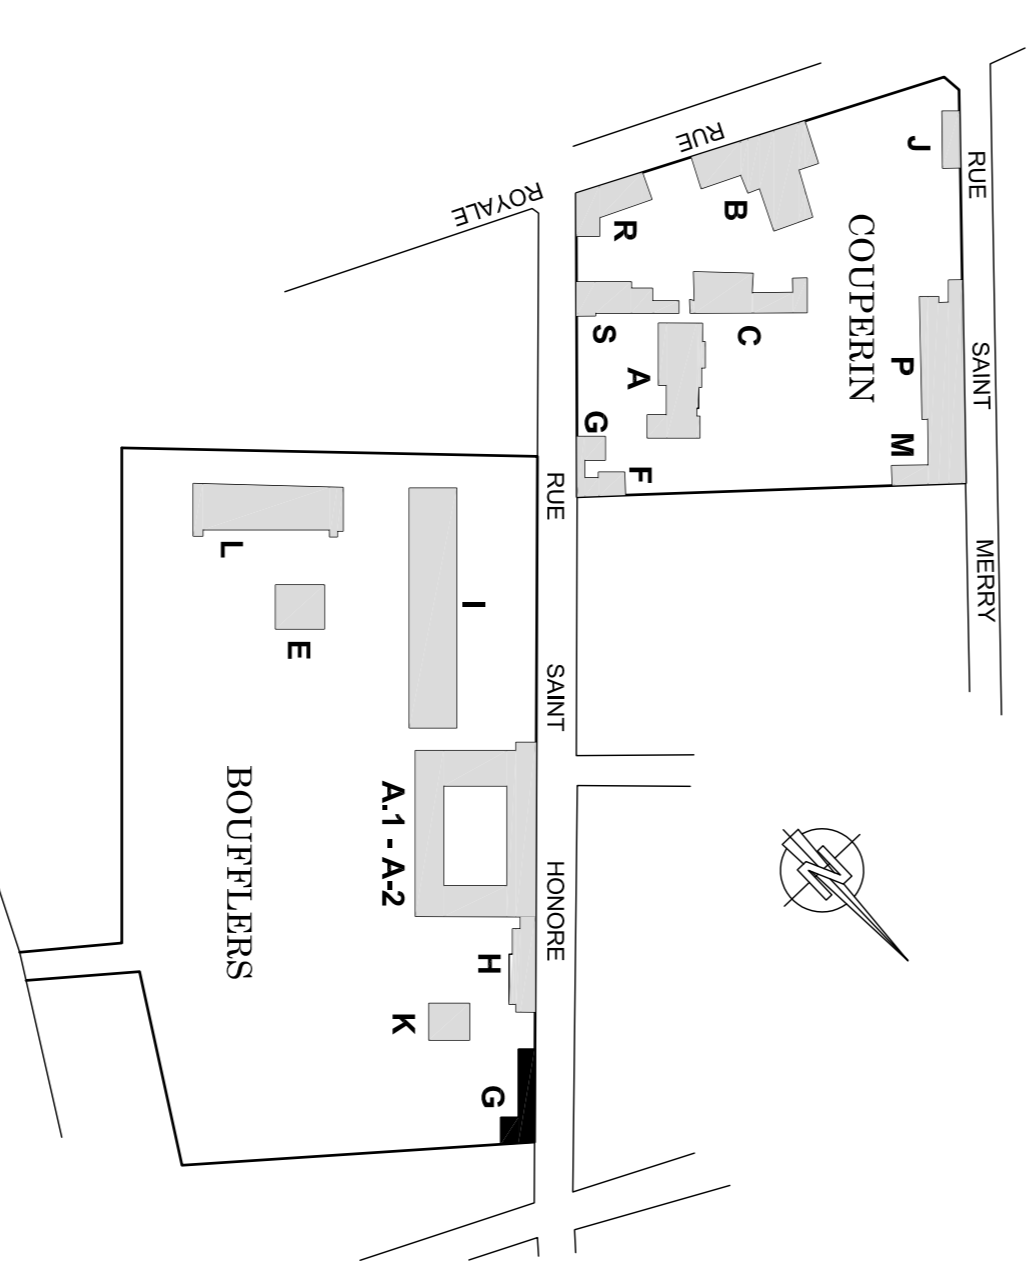 RUE
ROYALE
RUE
SAINT
MERRY
J
B
R
COUPERIN
S
C
A
P
G
F
M
RUE
SAINT
HONORE
L
I
E
BOUFFLERS
A.1 - A-2
H
K
G
N